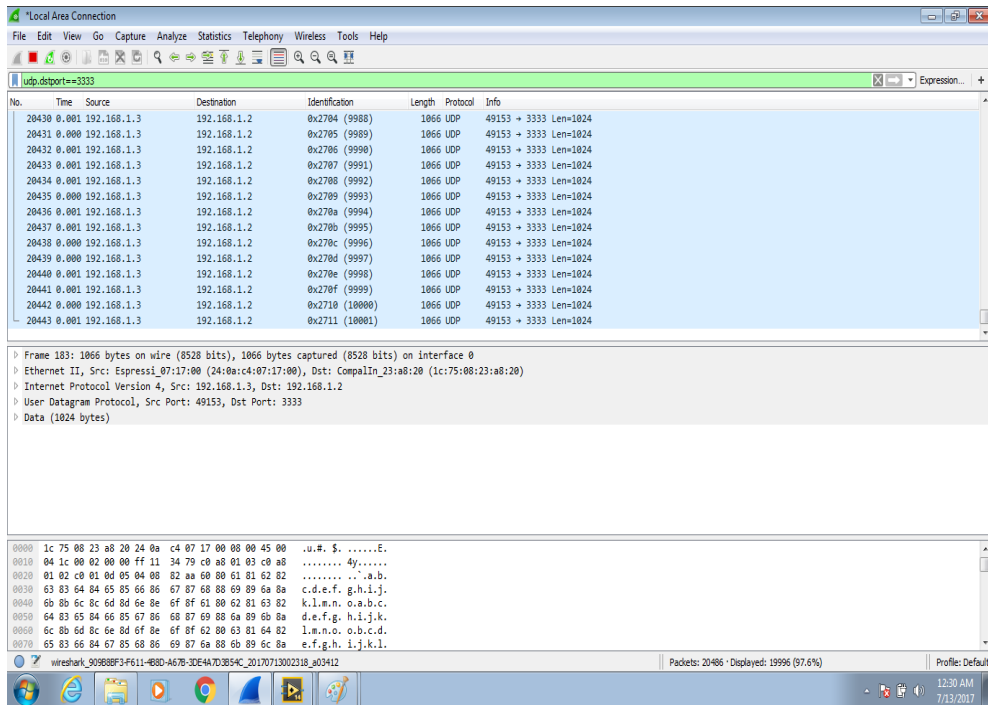 *Local Area Connection
File Edit View Go Capture Analyze Statistics Telephony Wireless Tools Help
udp.dstport==3333
Expression... +
No. Time Source Destination Identification Length Protocol Info
20430 0.001 192.168.1.3 192.168.1.2 0x2704 (9988) 1066 UDP 49153 → 3333 Len=1024
20431 0.000 192.168.1.3 192.168.1.2 0x2705 (9989) 1066 UDP 49153 → 3333 Len=1024
20432 0.001 192.168.1.3 192.168.1.2 0x2706 (9990) 1066 UDP 49153 → 3333 Len=1024
20433 0.001 192.168.1.3 192.168.1.2 0x2707 (9991) 1066 UDP 49153 → 3333 Len=1024
20434 0.001 192.168.1.3 192.168.1.2 0x2708 (9992) 1066 UDP 49153 → 3333 Len=1024
20435 0.000 192.168.1.3 192.168.1.2 0x2709 (9993) 1066 UDP 49153 → 3333 Len=1024
20436 0.001 192.168.1.3 192.168.1.2 0x270a (9994) 1066 UDP 49153 → 3333 Len=1024
20437 0.001 192.168.1.3 192.168.1.2 0x270b (9995) 1066 UDP 49153 → 3333 Len=1024
20438 0.000 192.168.1.3 192.168.1.2 0x270c (9996) 1066 UDP 49153 → 3333 Len=1024
20439 0.000 192.168.1.3 192.168.1.2 0x270d (9997) 1066 UDP 49153 → 3333 Len=1024
20440 0.001 192.168.1.3 192.168.1.2 0x270e (9998) 1066 UDP 49153 → 3333 Len=1024
20441 0.001 192.168.1.3 192.168.1.2 0x270f (9999) 1066 UDP 49153 → 3333 Len=1024
20442 0.000 192.168.1.3 192.168.1.2 0x2710 (10000) 1066 UDP 49153 → 3333 Len=1024
20443 0.001 192.168.1.3 192.168.1.2 0x2711 (10001) 1066 UDP 49153 → 3333 Len=1024
Frame 183: 1066 bytes on wire (8528 bits), 1066 bytes captured (8528 bits) on interface 0
Ethernet II, Src: Espressi_07:17:00 (24:0a:c4:07:17:00), Dst: CompalIn_23:a8:20 (1c:75:08:23:a8:20)
Internet Protocol Version 4, Src: 192.168.1.3, Dst: 192.168.1.2
User Datagram Protocol, Src Port: 49153, Dst Port: 3333
Data (1024 bytes)
0000 1c 75 08 23 a8 20 24 0a c4 07 17 00 08 00 45 00 .u.#. $. ......E.
0010 04 1c 00 02 00 00 ff 11 34 79 c0 a8 01 03 c0 a8 ........ 4y......
0020 01 02 c0 01 0d 05 04 08 82 aa 60 80 61 81 62 82 ........ ..`.a.b.
0030 63 83 64 84 65 85 66 86 67 87 68 88 69 89 6a 8a c.d.e.f. g.h.i.j.
0040 6b 8b 6c 8c 6d 8d 6e 8e 6f 8f 61 80 62 81 63 82 k.l.m.n. o.a.b.c.
0050 64 83 65 84 66 85 67 86 68 87 69 88 6a 89 6b 8a d.e.f.g. h.i.j.k.
0060 6c 8b 6d 8c 6e 8d 6f 8e 6f 8f 62 80 63 81 64 82 l.m.n.o. o.b.c.d.
0070 65 83 66 84 67 85 68 86 69 87 6a 88 6b 89 6c 8a e.f.g.h. i.j.k.l.
wireshark_909B8BF3-F611-4B8D-A67B-3DE4A7D3B54C_20170713002318_a03412 Packets: 20486 · Displayed: 19996 (97.6%) Profile: Default
12:30 AM
7/13/2017